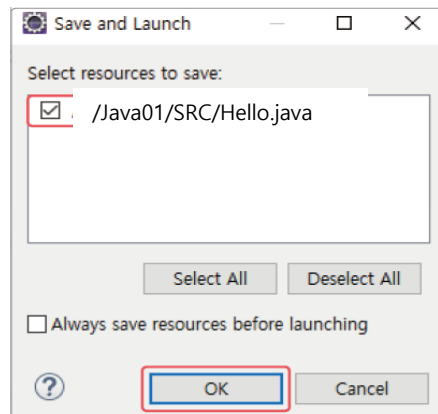 Save and Launch
Select resources to save:
/Java01/SRC/Hello.java
Select All Deselect All
Always save resources before launching
OK Cancel